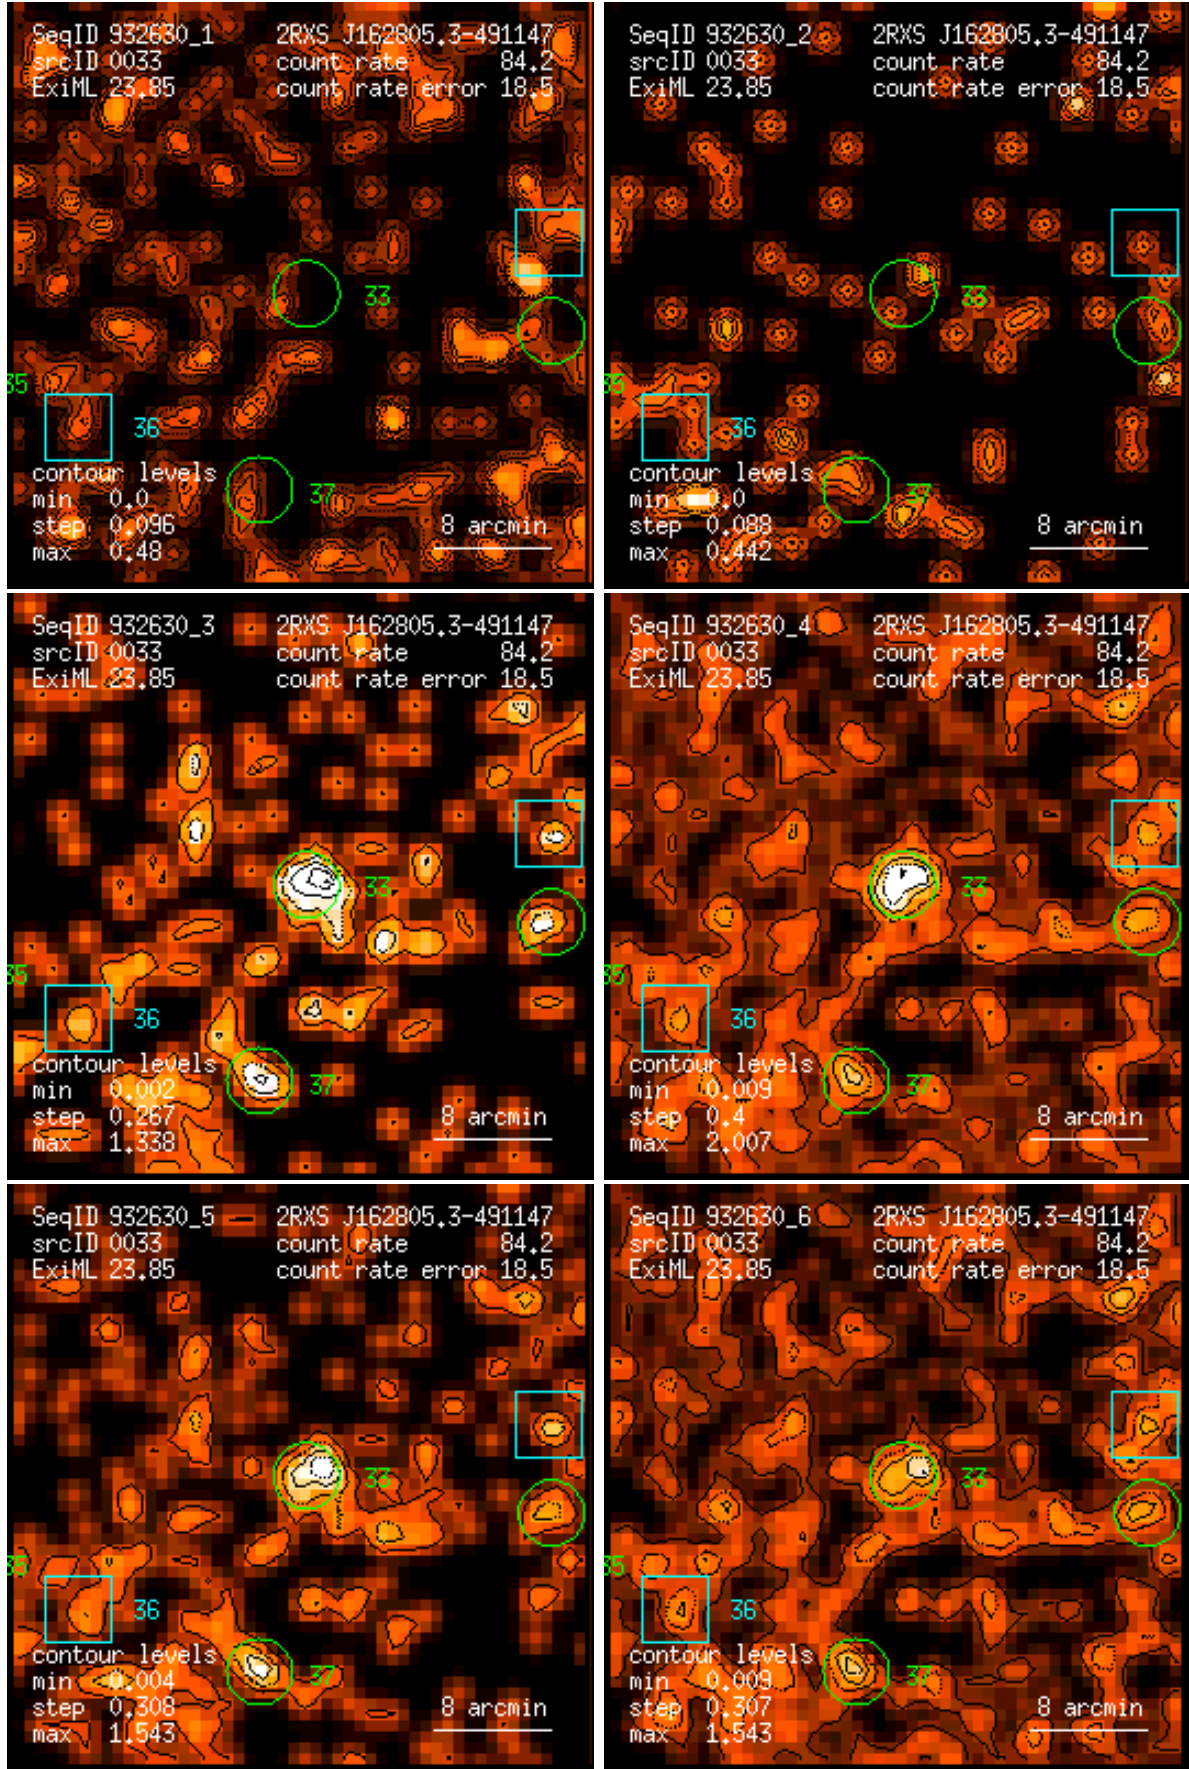 SeqID 932630_1 2RXS J162805.3-491147
srcID 0033 count rate 84.2
ExiML 23.85 count rate error 18.5
33
35
36
contour levels
37
min 0.0
step 0.096
8 arcmin
max 0.48
SeqID 932630_2 2RXS J162805.3-491147
srcID 0033 count rate 84.2
ExiML 23.85 count rate error 18.5
33
35
36
contour levels
37
min 0.0
step 0.088
8 arcmin
max 0.442
SeqID 932630_3 2RXS J162805.3-491147
srcID 0033 count rate 84.2
ExiML 23.85 count rate error 18.5
33
35
36
contour levels
37
min 0.002
step 0.267
8 arcmin
max 1.338
SeqID 932630_4 2RXS J162805.3-491147
srcID 0033 count rate 84.2
ExiML 23.85 count rate error 18.5
33
35
36
contour levels
37
min 0.009
step 0.4
8 arcmin
max 2.007
SeqID 932630_5 2RXS J162805.3-491147
srcID 0033 count rate 84.2
ExiML 23.85 count rate error 18.5
33
35
36
contour levels
37
min 0.004
step 0.308
8 arcmin
max 1.543
SeqID 932630_6 2RXS J162805.3-491147
srcID 0033 count rate 84.2
ExiML 23.85 count rate error 18.5
33
35
36
contour levels
37
min 0.009
step 0.307
8 arcmin
max 1.543